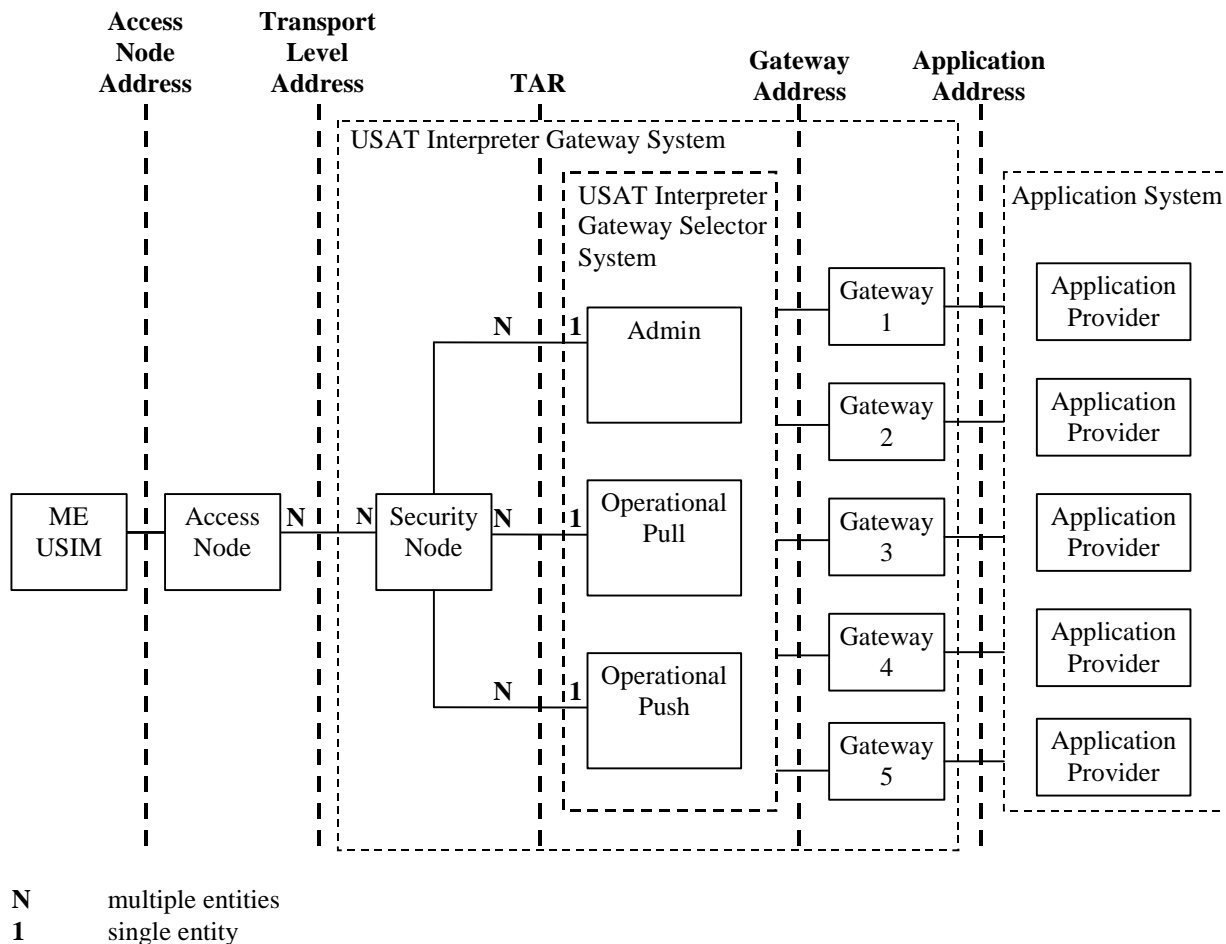 Access
Node
Address
Transport
Level
Address
TAR
Gateway
Address
Application
Address
USAT Interpreter Gateway System
USAT Interpreter
Gateway Selector
System
Application System
Admin
Operational
Pull
Operational
Push
N
1
N
N
N
1
N
1
ME
USIM
Access
Node
Security
Node
Gateway
1
Gateway
2
Gateway
3
Gateway
4
Gateway
5
Application
Provider
Application
Provider
Application
Provider
Application
Provider
Application
Provider
N multiple entities
1 single entity